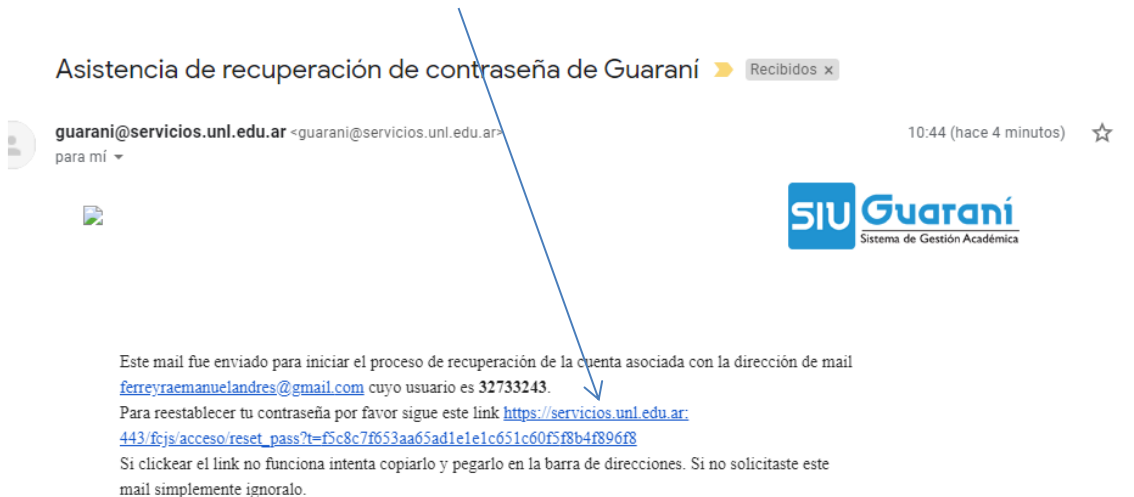 Asistencia de recuperación de contraseña de Guaraní Recibidos x
guarani@servicios.unl.edu.ar <guarani@servicios.unl.edu.ar> 10:44 (hace 4 minutos)
para mí
SIU Guaraní
Sistema de Gestión Académica
Este mail fue enviado para iniciar el proceso de recuperación de la cuenta asociada con la dirección de mail
ferreyraemanuelandres@gmail.com cuyo usuario es 32733243.
Para reestablecer tu contraseña por favor sigue este link https://servicios.unl.edu.ar:
443/fcjs/acceso/reset_pass?t=f5c8c7f653aa65ad1e1e1c651c60f5f8b4f896f8
Si clickear el link no funciona intenta copiarlo y pegarlo en la barra de direcciones. Si no solicitaste este
mail simplemente ignoralo.